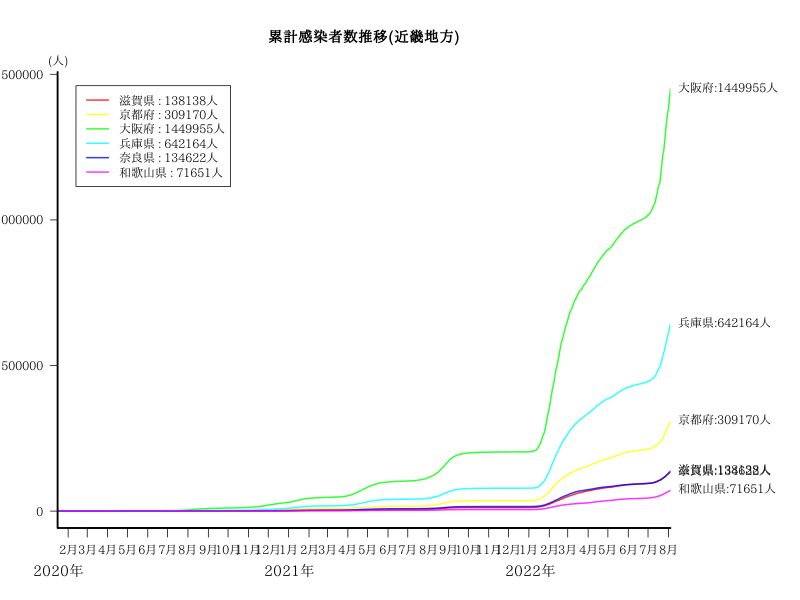 累計感染者数推移(近畿地方)
(人)
500000
000000
500000
0
滋賀県 : 138138人
京都府 : 309170人
大阪府 : 1449955人
兵庫県 : 642164人
奈良県 : 134622人
和歌山県 : 71651人
大阪府:1449955人
兵庫県:642164人
京都府:309170人
和歌山県:71651人
2月3月4月5月6月7月8月9月10月11月12月1月 2月3月4月5月6月7月8月9月10月11月12月1月 2月3月4月5月6月7月8月
2020年 2021年 2022年